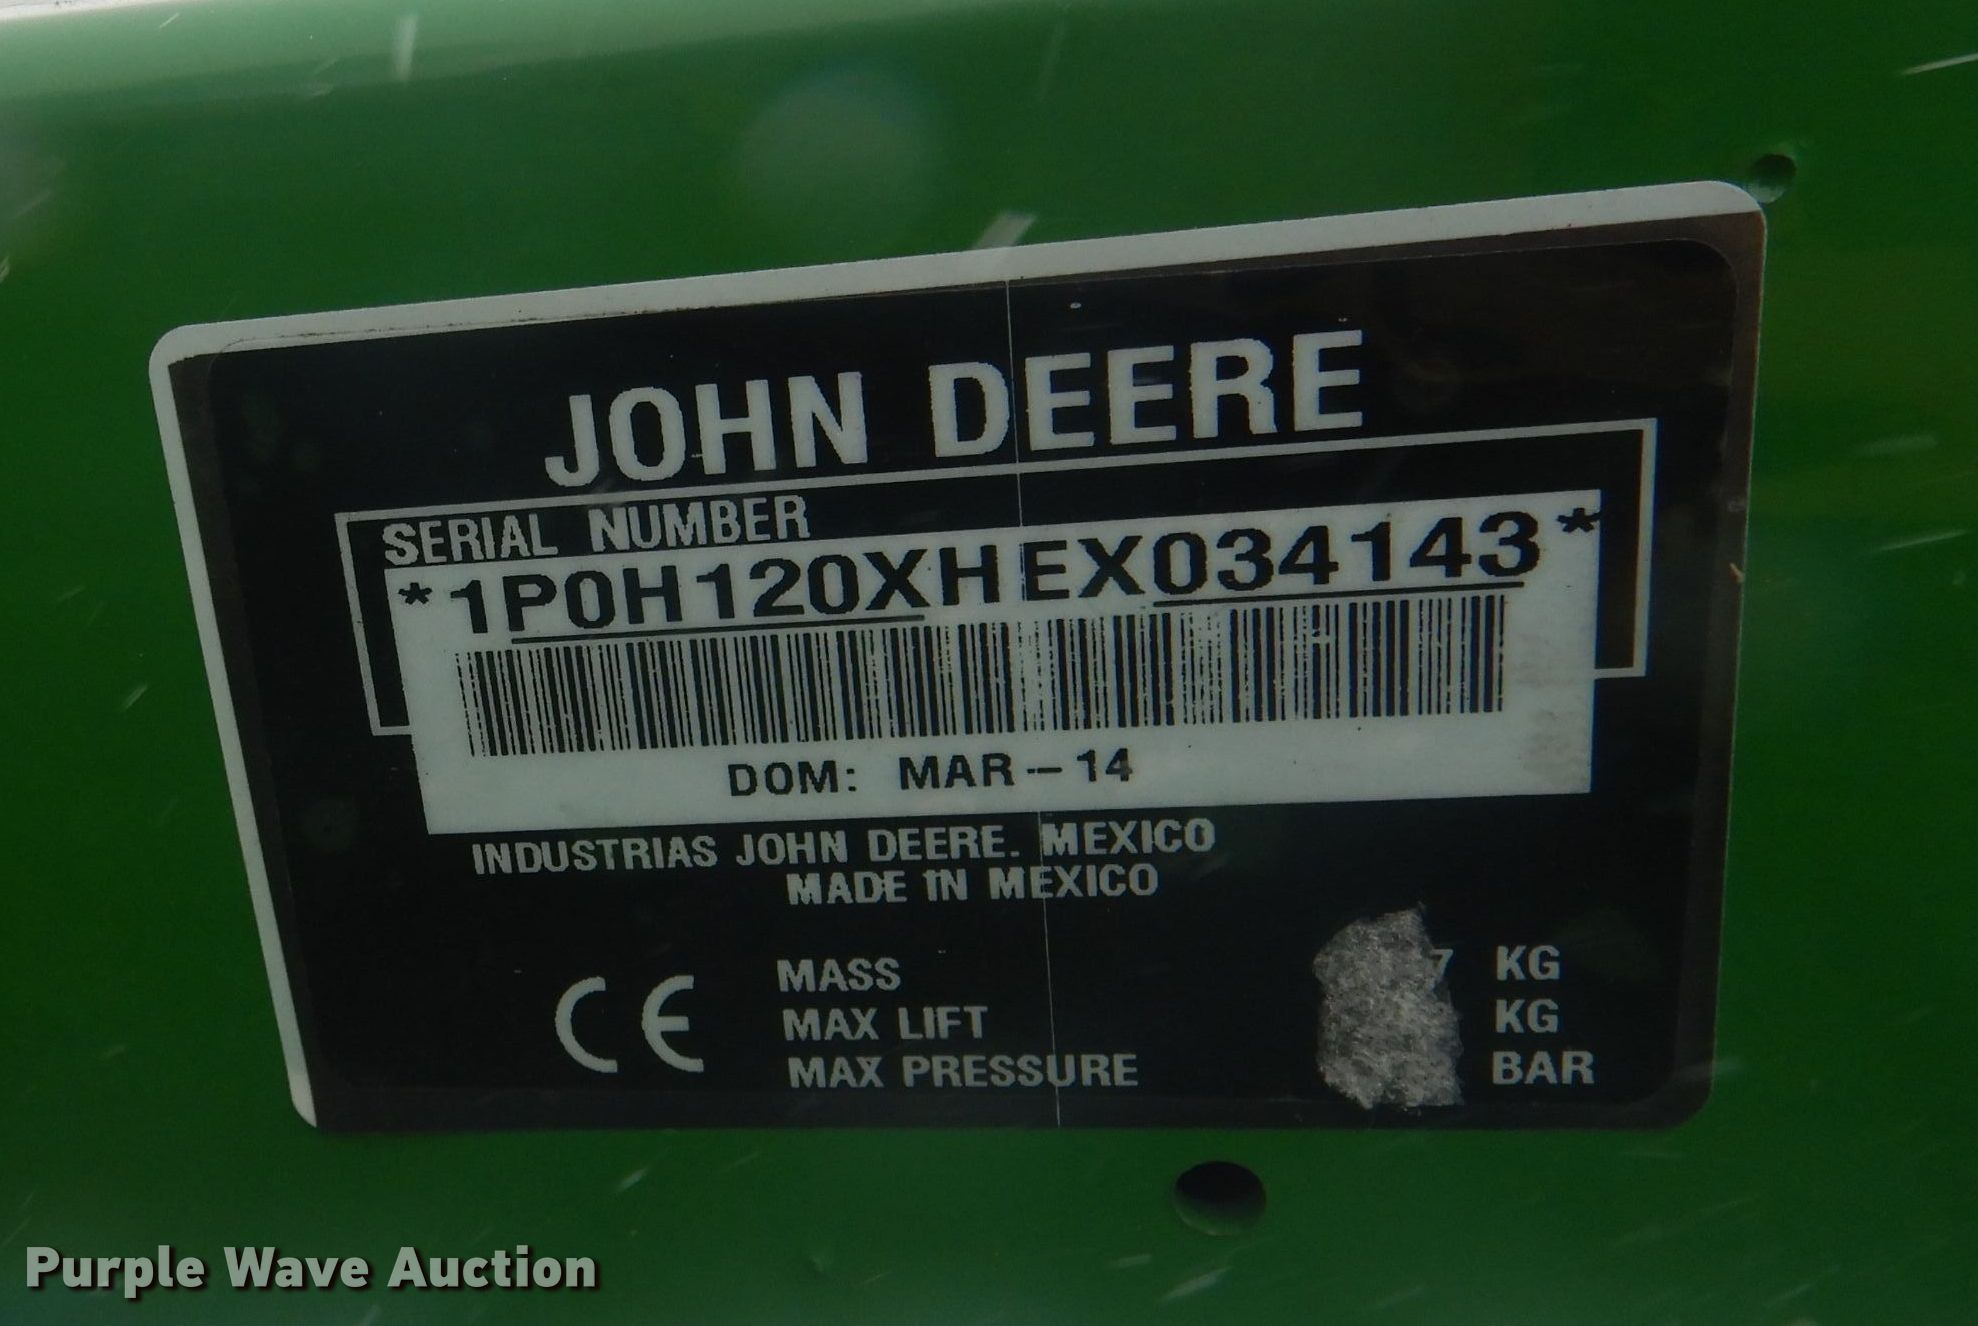 JOHN DEERE
SERIAL NUMBER
*1P0H120XHEX034143*
DOM: MAR-14
INDUSTRIAS JOHN DEERE. MEXICO
MADE IN MEXICO
CE
MASS 7 KG
MAX LIFT KG
MAX PRESSURE BAR
Purple Wave Auction